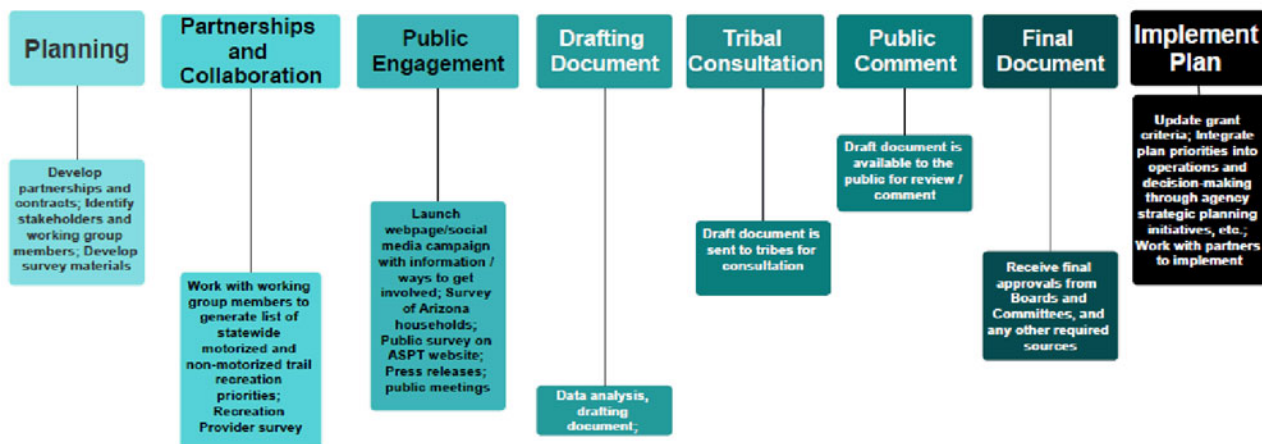 Planning
Partnerships
and
Collaboration
Public
Engagement
Drafting
Document
Tribal
Consultation
Public
Comment
Final
Document
Implement
Plan
Develop
partnerships and
contracts; Identify
stakeholders and
working group
members; Develop
survey materials
Work with working
group members to
generate list of
statewide
motorized and
non-motorized trail
recreation
priorities;
Recreation
Provider survey
Launch
webpage/social
media campaign
with information /
ways to get
involved; Survey
of Arizona
households;
Public survey on
ASPT website;
Press releases;
public meetings
Data analysis,
drafting
document;
Draft document is
sent to tribes for
consultation
Draft document is
available to the
public for review /
comment
Receive final
approvals from
Boards and
Committees, and
any other required
sources
Update grant
criteria; Integrate
plan priorities into
operations and
decision-making
through agency
strategic planning
initiatives, etc.;
Work with partners
to implement